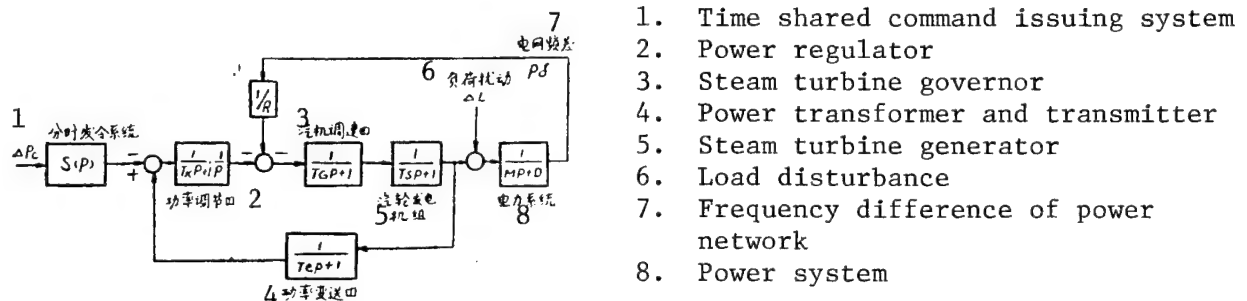 7
电网频差
Pδ
6 负荷扰动
ΔL
1/R
1
分时发令系统
3 汽机调速口
ΔPc
S(P)
−
+
1/(TKP+1)·1/P
−
−
1/(TGP+1)
1/(TSP+1)
1/(MP+D)
功率调节口
2
5 汽轮发电机组
电力系统
8
1/(Tep+1)
4 功率变送口
1. Time shared command issuing system
2. Power regulator
3. Steam turbine governor
4. Power transformer and transmitter
5. Steam turbine generator
6. Load disturbance
7. Frequency difference of power
network
8. Power system